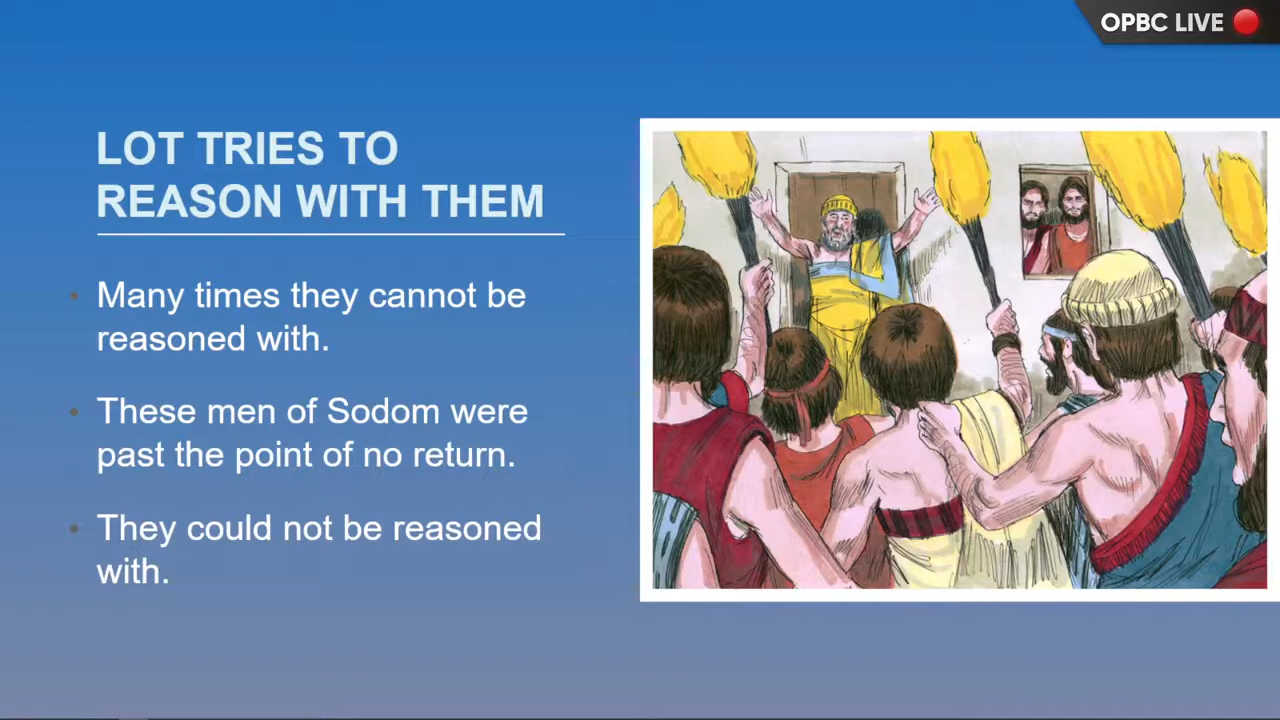 OPBC LIVE
LOT TRIES TO
REASON WITH THEM
Many times they cannot be
reasoned with.
These men of Sodom were
past the point of no return.
They could not be reasoned
with.